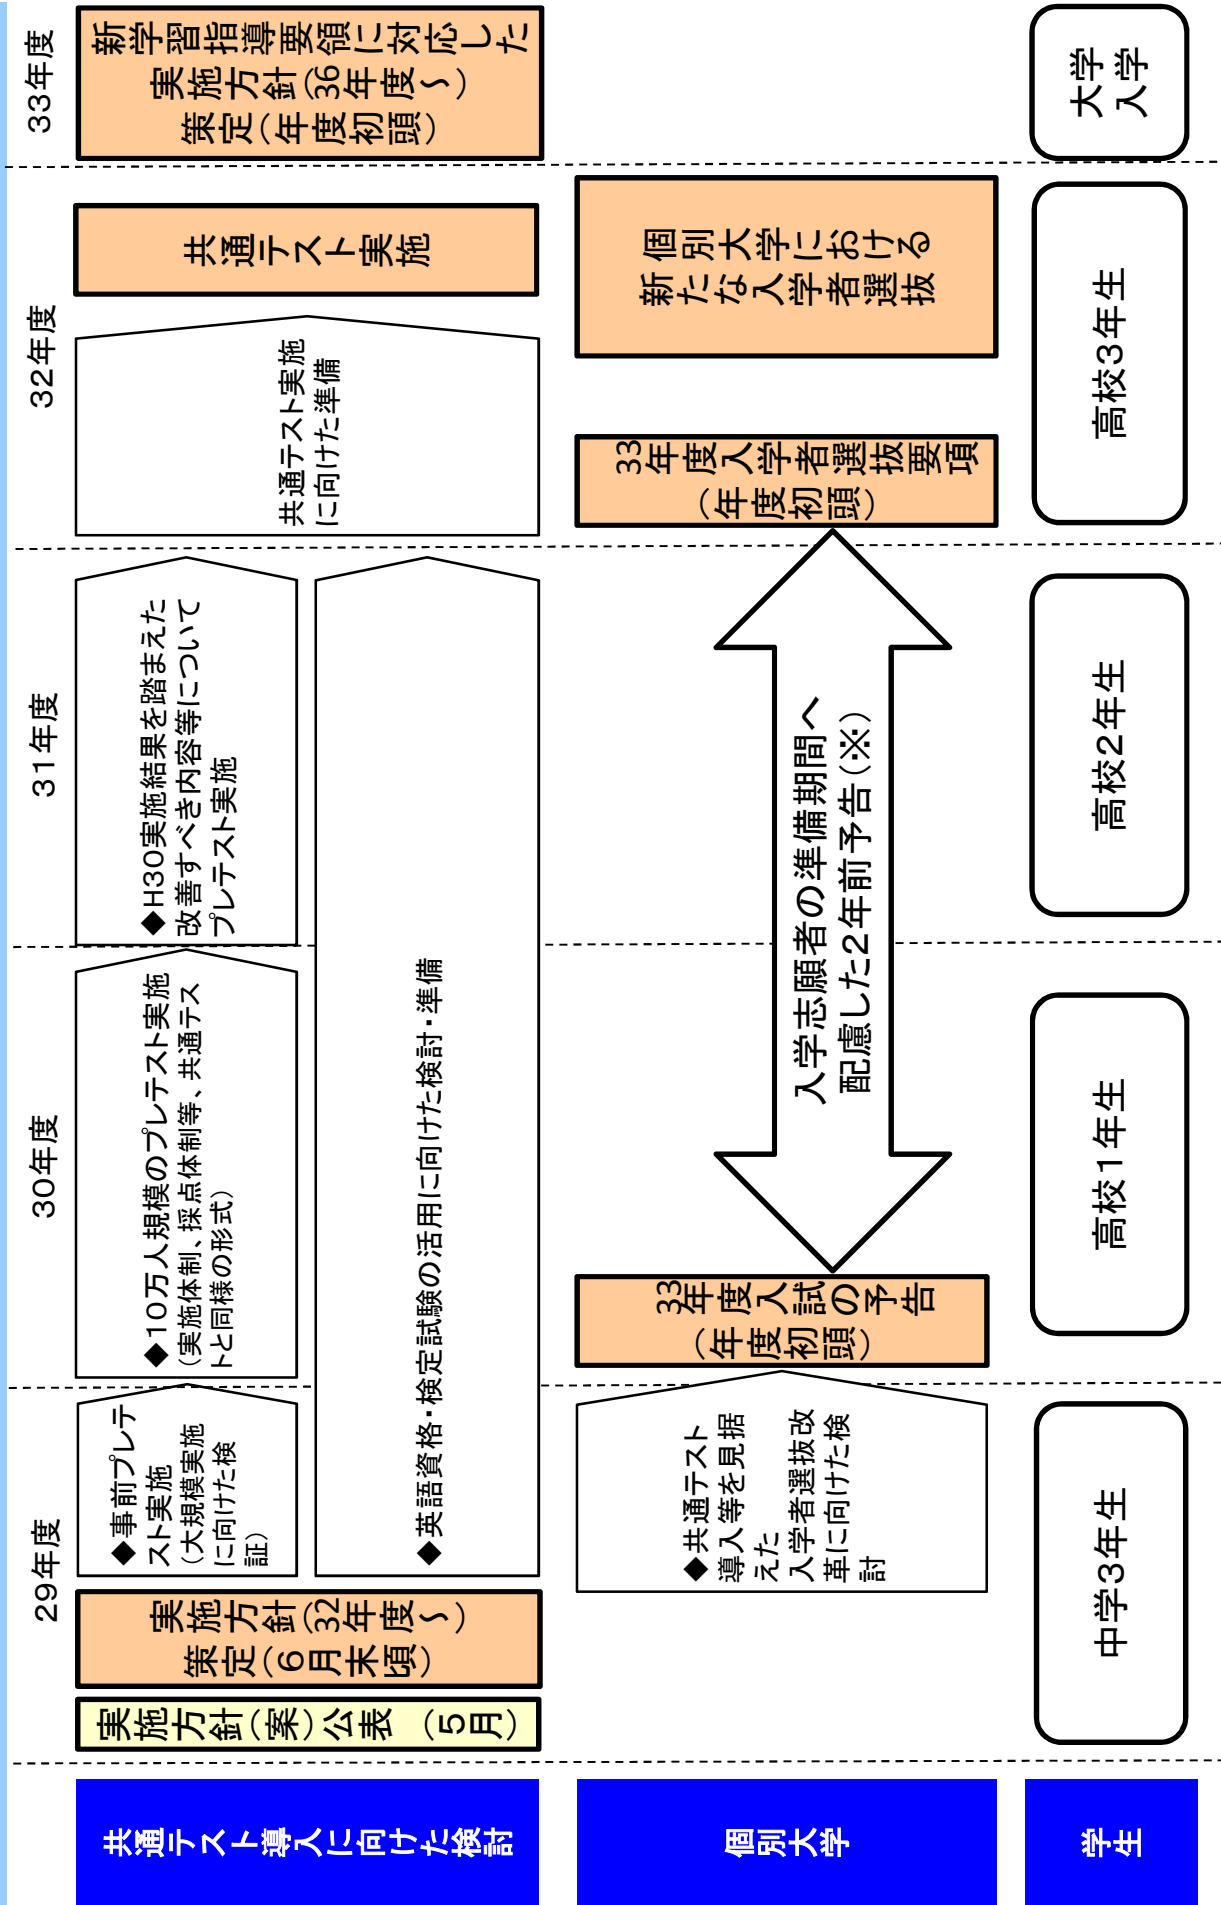 29年度
30年度
31年度
32年度
33年度
共通テスト導入に向けた検討
実施方針(案)公表 (5月)
実施方針(32年度～)
策定(6月末頃)
◆事前プレテ
スト実施
(大規模実施
に向けた検
証)
◆10万人規模のプレテスト実施
(実施体制、採点体制等、共通テス
トと同様の形式)
◆H30実施結果を踏まえた
改善すべき内容等について
プレテスト実施
◆英語資格・検定試験の活用に向けた検討・準備
共通テスト実施
に向けた準備
共通テスト実施
新学習指導要領に対応した
実施方針(36年度～)
策定(年度初頭)
個別大学
◆共通テスト
導入等を見据
えた
入学者選抜改
革に向けた検
討
33年度入試の予告
(年度初頭)
入学志願者の準備期間へ
配慮した2年前予告(※)
33年度入学者選抜要項
(年度初頭)
個別大学における
新たな入学者選抜
学生
中学3年生
高校1年生
高校2年生
高校3年生
大学
入学